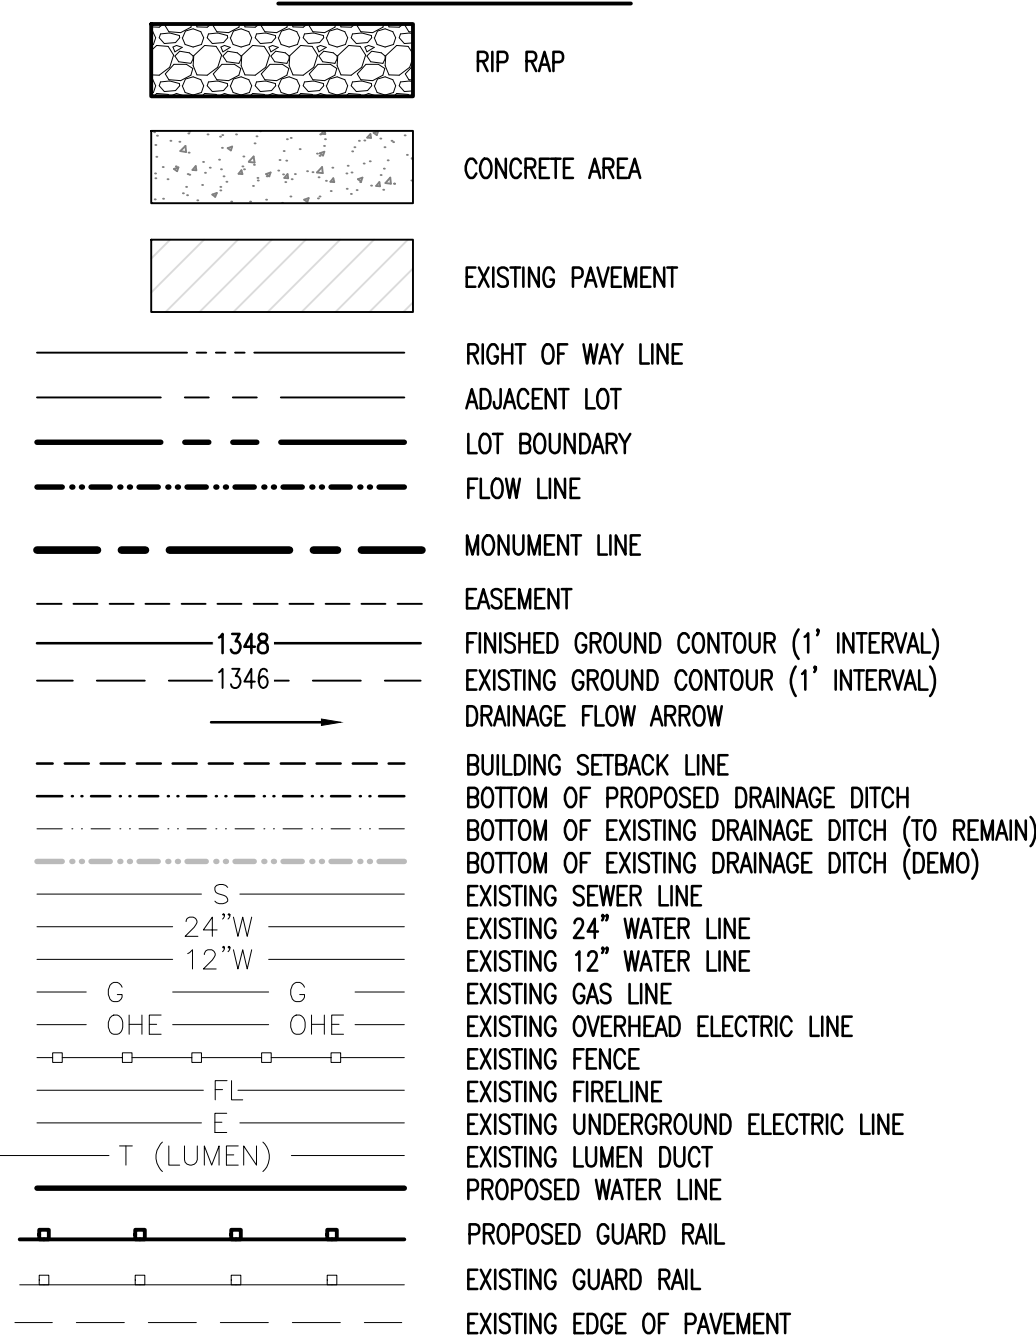 RIP RAP
CONCRETE AREA
EXISTING PAVEMENT
RIGHT OF WAY LINE
ADJACENT LOT
LOT BOUNDARY
FLOW LINE
MONUMENT LINE
EASEMENT
1348 FINISHED GROUND CONTOUR (1' INTERVAL)
1346 EXISTING GROUND CONTOUR (1' INTERVAL)
DRAINAGE FLOW ARROW
BUILDING SETBACK LINE
BOTTOM OF PROPOSED DRAINAGE DITCH
BOTTOM OF EXISTING DRAINAGE DITCH (TO REMAIN)
BOTTOM OF EXISTING DRAINAGE DITCH (DEMO)
S EXISTING SEWER LINE
24"W EXISTING 24" WATER LINE
12"W EXISTING 12" WATER LINE
G G EXISTING GAS LINE
OHE OHE EXISTING OVERHEAD ELECTRIC LINE
EXISTING FENCE
FL EXISTING FIRELINE
E EXISTING UNDERGROUND ELECTRIC LINE
T (LUMEN) EXISTING LUMEN DUCT
PROPOSED WATER LINE
PROPOSED GUARD RAIL
EXISTING GUARD RAIL
EXISTING EDGE OF PAVEMENT